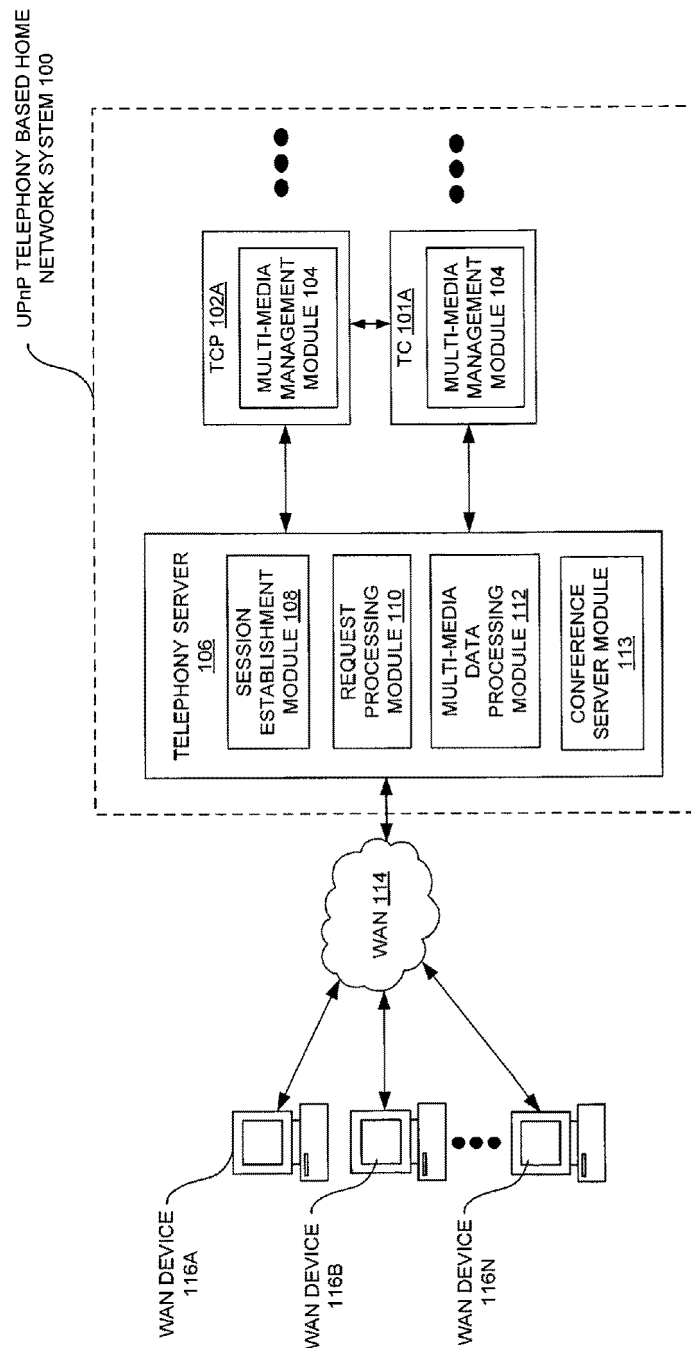 UPnP TELEPHONY BASED HOME
NETWORK SYSTEM 100
TCP 102A
MULTI-MEDIA
MANAGEMENT
MODULE 104
TC 101A
MULTI-MEDIA
MANAGEMENT
MODULE 104
TELEPHONY SERVER
106
SESSION
ESTABLISHMENT
MODULE 108
REQUEST
PROCESSING
MODULE 110
MULTI-MEDIA
DATA
PROCESSING
MODULE 112
CONFERENCE
SERVER MODULE
113
WAN 114
WAN DEVICE
116A
WAN DEVICE
116B
WAN DEVICE
116N